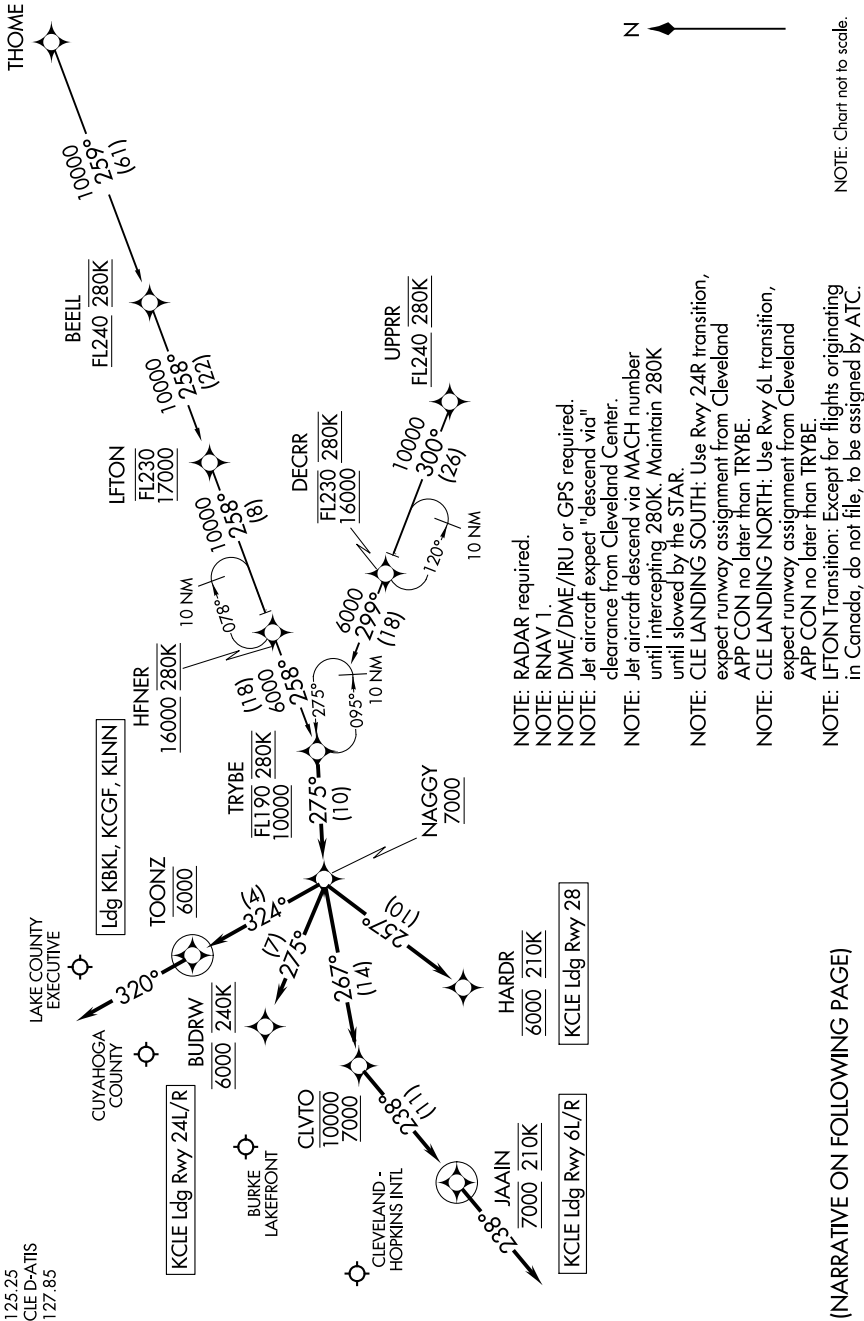 125.25
CLE D-ATIS
127.85
LAKE COUNTY
EXECUTIVE
CUYAHOGA
COUNTY
BURKE
LAKEFRONT
CLEVELAND -
HOPKINS INTL
Ldg KBKL, KCGF, KLNN
TOONZ
6000
320°
324°
(4)
KCLE Ldg Rwy 24L/R
BUDRW
6000 240K
275°
(7)
CLVTO
10000
7000
267°
(14)
238°
(11)
JAAIN
7000 210K
238°
KCLE Ldg Rwy 6L/R
HARDR
6000 210K
257°
(10)
KCLE Ldg Rwy 28
NAGGY
7000
275°
(10)
TRYBE
FL190 280K
10000
275°
095°
10 NM
HFNER
16000 280K
(18)
6000
258°
078°
10 NM
LFTON
FL230
17000
10000
258°
(8)
BEELL
FL240 280K
10000
258°
(22)
THOME
10000
259°
(61)
DECRR
FL230 280K
16000
6000
299°
(18)
120°
10 NM
UPPRR
FL240 280K
10000
300°
(26)
N
NOTE: RADAR required.
NOTE: RNAV 1.
NOTE: DME/DME/IRU or GPS required.
NOTE: Jet aircraft expect "descend via"
clearance from Cleveland Center.
NOTE: Jet aircraft descend via MACH number
until intercepting 280K. Maintain 280K
until slowed by the STAR.
NOTE: CLE LANDING SOUTH: Use Rwy 24R transition,
expect runway assignment from Cleveland
APP CON no later than TRYBE.
NOTE: CLE LANDING NORTH: Use Rwy 6L transition,
expect runway assignment from Cleveland
APP CON no later than TRYBE.
NOTE: LFTON Transition: Except for flights originating
in Canada, do not file, to be assigned by ATC.
NOTE: Chart not to scale.
(NARRATIVE ON FOLLOWING PAGE)